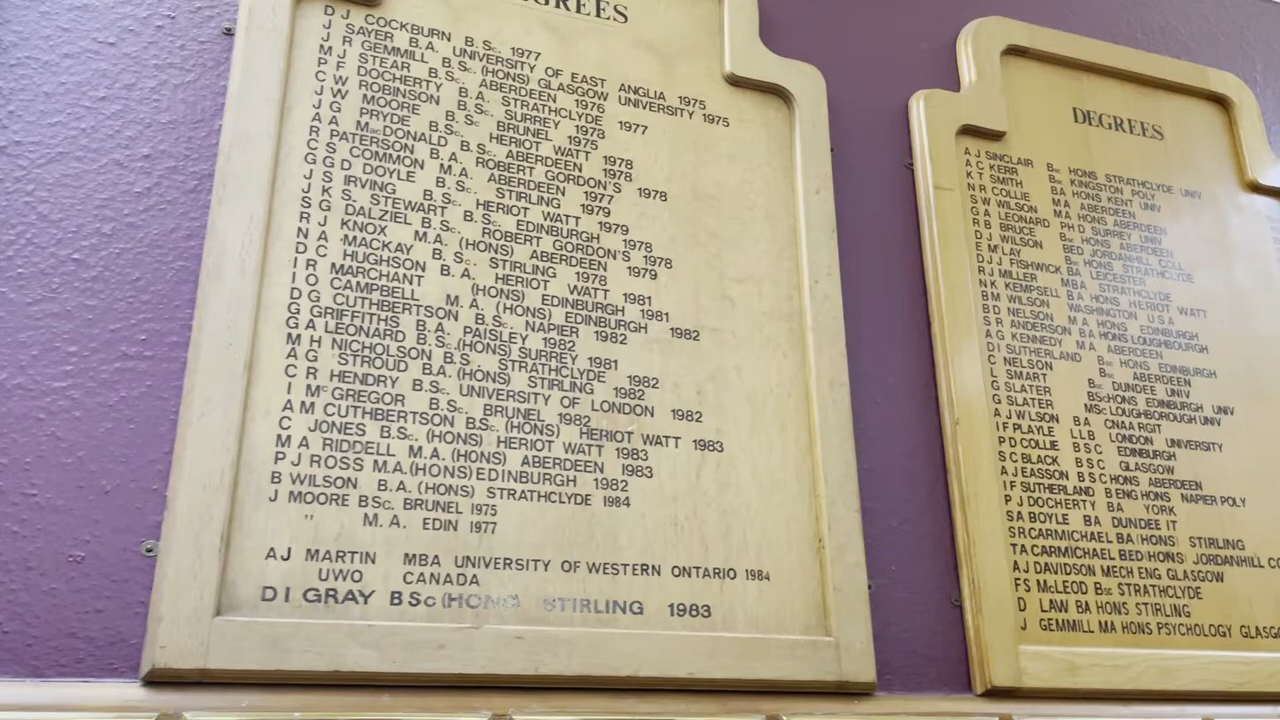 DEGREES
D J COCKBURN B.Sc. 1977
J SAYER B.A. UNIVERSITY OF EAST ANGLIA 1975
J R GEMMILL B.Sc. (HONS) GLASGOW UNIVERSITY 1975
M J STEAR B.Sc. ABERDEEN 1976
P F DOCHERTY B.A. STRATHCLYDE 1977
C W ROBINSON B.Sc. SURREY 1978
J W MOORE B.Sc. BRUNEL 1975
J G PRYDE B.Sc. HERIOT WATT 1978
A A MacDONALD B.Sc. ABERDEEN 1978
R PATERSON B.A. ROBERT GORDON'S 1978
C S COMMON M.A. ABERDEEN 1977
G G D DOYLE B.Sc. STIRLING 1979
J S IRVING B.Sc. HERIOT WATT 1979
J K S. STEWART B.Sc. EDINBURGH 1978
S G DALZIEL B.Sc. ROBERT GORDON'S 1978
R J KNOX M.A. (HONS) ABERDEEN 1979
N A MACKAY B.Sc. STIRLING 1978
D C HUGHSON B.A. HERIOT WATT 1981
I R MARCHANT (HONS) EDINBURGH 1981
I O CAMPBELL M.A. (HONS) EDINBURGH 1982
D G CUTHBERTSON B.Sc. NAPIER 1982
G GRIFFITHS B.A. PAISLEY 1982
G A LEONARD B.Sc. (HONS) SURREY 1981
M H NICHOLSON B.S. STRATHCLYDE 1982
A G STROUD B.A. (HONS) STIRLING 1982
C R HENDRY B.Sc. UNIVERSITY OF LONDON 1982
I McGREGOR B.Sc. BRUNEL 1982
A M CUTHBERTSON B.Sc. (HONS) HERIOT WATT 1983
C JONES B.Sc. (HONS) HERIOT WATT 1983
M A RIDDELL M.A. (HONS) ABERDEEN 1983
P J ROSS M.A. (HONS) EDINBURGH 1982
B WILSON B.A. (HONS) STRATHCLYDE 1984
J MOORE BSc. BRUNEL 1975
" M.A. EDIN 1977
A J MARTIN MBA UNIVERSITY OF WESTERN ONTARIO 1984
UWO CANADA
D I GRAY BSc (HONS) STIRLING 1983
DEGREES
A J SINCLAIR Bsc HONS STRATHCLYDE UNIV
A C KERR Bsc KINGSTON POLY
K T SMITH BA HONS KENT UNIV
N R COLLIE M A ABERDEEN
S W WILSON MA HONS ABERDEEN
G A LEONARD PH D SURREY UNIV
R B BRUCE Bsc HONS ABERDEEN
D J WILSON BED JORDANHILL COLL
E McLAY Bsc HONS STRATHCLYDE
D J J FISHWICK BA LEICESTER
R J MILLER MBA STRATHCLYDE
N K KEMPSELL BA HONS HERIOT WATT
B M WILSON WASHINGTON U.S.A
B D NELSON M A HONS EDINBURGH
S R ANDERSON BA HONS LOUGHBOURGH
A G KENNEDY M A ABERDEEN
D I SUTHERLAND Bsc HONS EDINBURGH
C NELSON Bsc ABERDEEN
L SMART Bsc DUNDEE UNIV
G SLATER BScHONS EDINBURGH UNIV
G SLATER MSc LOUGHBOROUGH UNIV
A J W LSON BA CNAA RGIT
I F PLAYLE L L B LONDON UNIVERSITY
P D COLLIE B S C EDINBURGH
S C BLACK B S C GLASGOW
A J EASSON B S C HONS ABERDEEN
I F SUTHERLAND B ENG HONS NAPIER POLY
P J DOCHERTY BA YORK
S A BOYLE BA DUNDEE IT
S R CARMICHAEL BA (HONS) STIRLING
T A CARMICHAEL BED (HONS) JORDANHILL
A J DAVIDSON MECH ENG GLASGOW
F S McLEOD Bsc STRATHCLYDE
D LAW BA HONS STIRLING
J GEMMILL MA HONS PSYCHOLOGY